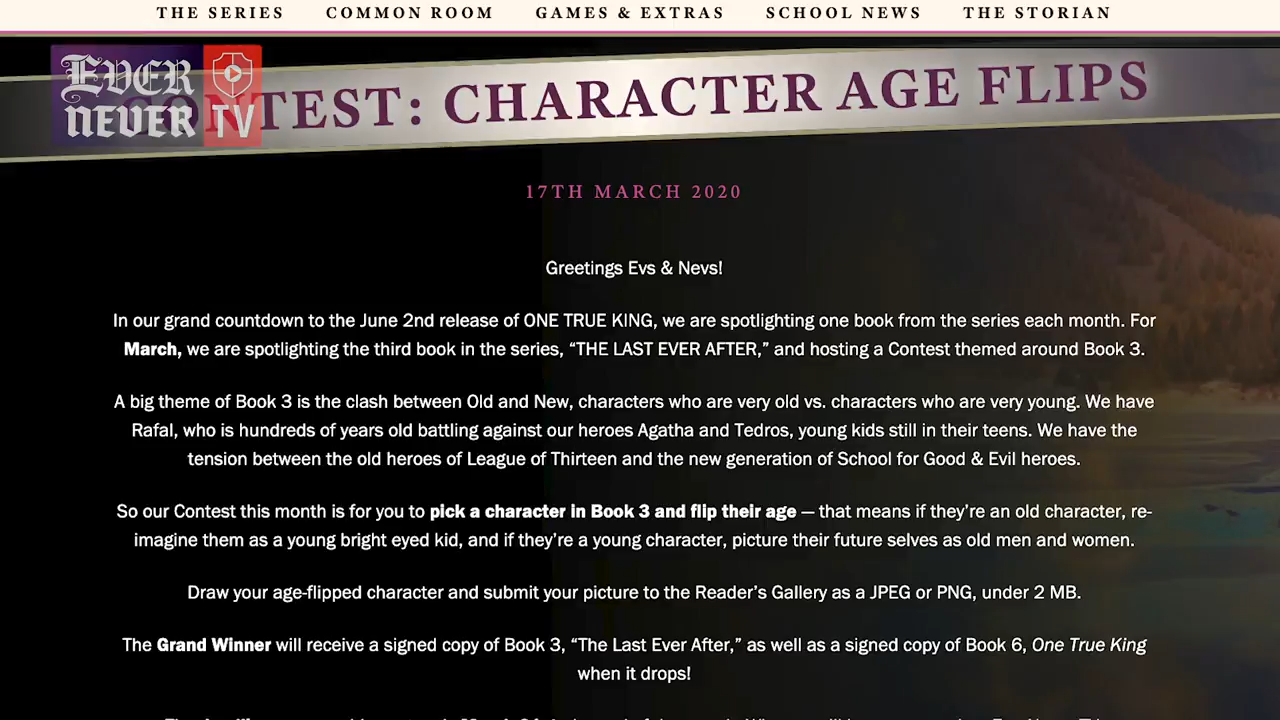 THE SERIES COMMON ROOM GAMES & EXTRAS SCHOOL NEWS THE STORIAN
EVER NEVER TV
CONTEST: CHARACTER AGE FLIPS
17TH MARCH 2020
Greetings Evs & Nevs!
In our grand countdown to the June 2nd release of ONE TRUE KING, we are spotlighting one book from the series each month. For
March, we are spotlighting the third book in the series, “THE LAST EVER AFTER,” and hosting a Contest themed around Book 3.
A big theme of Book 3 is the clash between Old and New, characters who are very old vs. characters who are very young. We have
Rafal, who is hundreds of years old battling against our heroes Agatha and Tedros, young kids still in their teens. We have the
tension between the old heroes of League of Thirteen and the new generation of School for Good & Evil heroes.
So our Contest this month is for you to pick a character in Book 3 and flip their age — that means if they’re an old character, re-
imagine them as a young bright eyed kid, and if they’re a young character, picture their future selves as old men and women.
Draw your age-flipped character and submit your picture to the Reader’s Gallery as a JPEG or PNG, under 2 MB.
The Grand Winner will receive a signed copy of Book 3, “The Last Ever After,” as well as a signed copy of Book 6, One True King
when it drops!